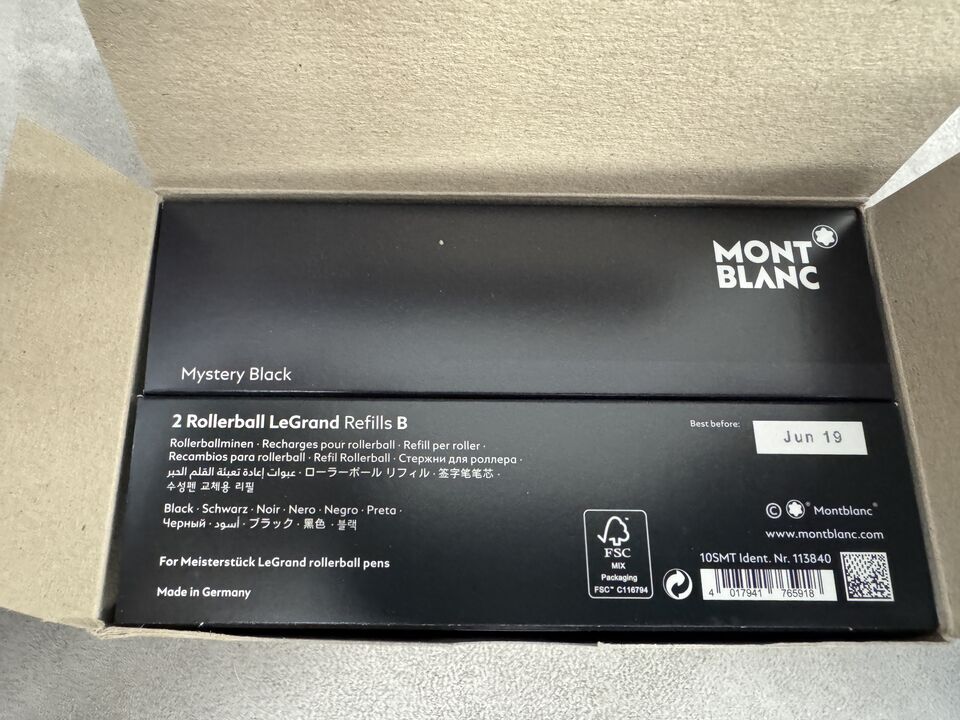 MONT
BLANC
Mystery Black
2 Rollerball LeGrand Refills B
Rollerballminen · Recharges pour rollerball · Refill per roller ·
Recambios para rollerball · Refil Rollerball · Стержни для роллера ·
عبوات إعادة تعبئة القلم الحبر · ローラーボール リフィル · 签字笔笔芯 ·
수성펜 교체용 리필
Black · Schwarz · Noir · Nero · Negro · Preta ·
Черный · أسود · ブラック · 黑色 · 블랙
For Meisterstück LeGrand rollerball pens
Made in Germany
Best before:
Jun 19
© Montblanc®
www.montblanc.com
10SMT Ident. Nr. 113840
4 017941 765918
FSC
MIX
Packaging
FSC™ C116794